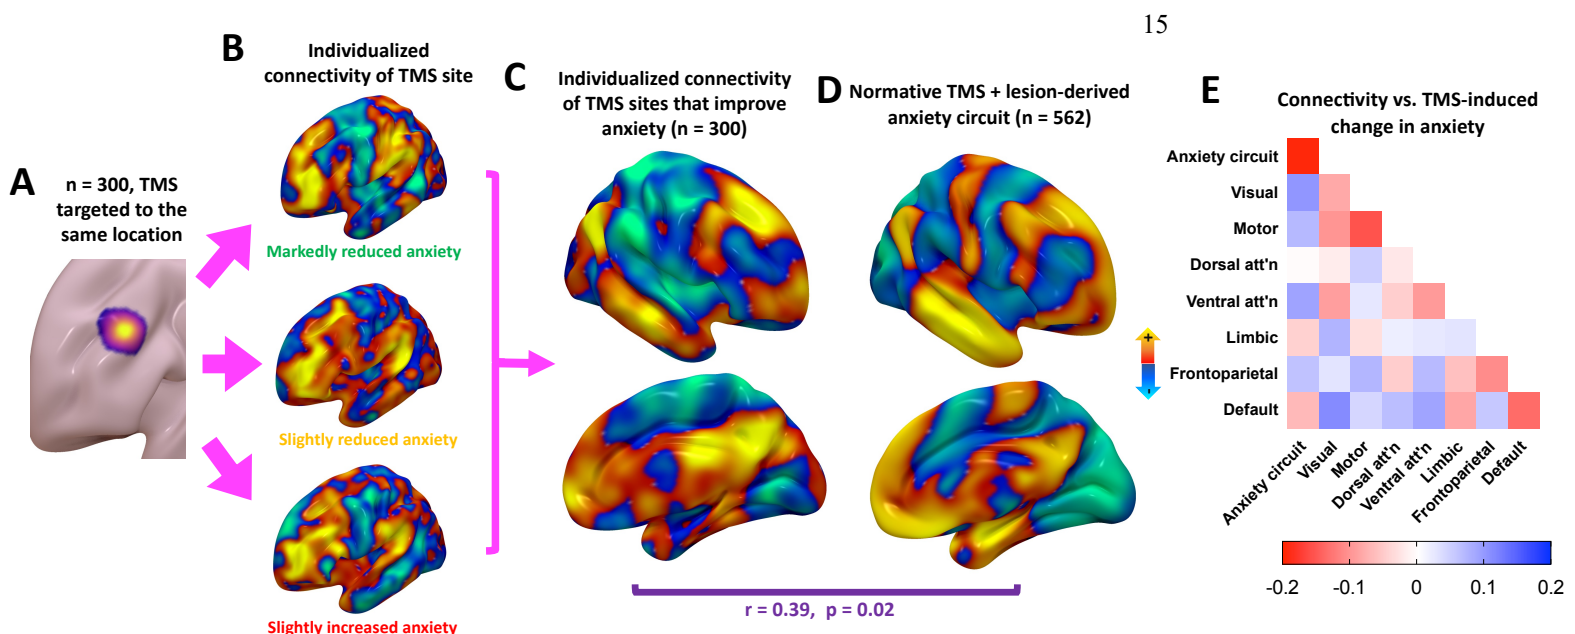 15
A
n = 300, TMS
targeted to the
same location
B
Individualized
connectivity of TMS site
Markedly reduced anxiety
Slightly reduced anxiety
Slightly increased anxiety
C
Individualized connectivity
of TMS sites that improve
anxiety (n = 300)
D
Normative TMS + lesion-derived
anxiety circuit (n = 562)
+
-
r = 0.39, p = 0.02
E
Connectivity vs. TMS-induced
change in anxiety
Anxiety circuit
Visual
Motor
Dorsal att'n
Ventral att'n
Limbic
Frontoparietal
Default
Anxiety circuit
Visual
Motor
Dorsal att'n
Ventral att'n
Limbic
Frontoparietal
Default
-0.2 -0.1 0 0.1 0.2